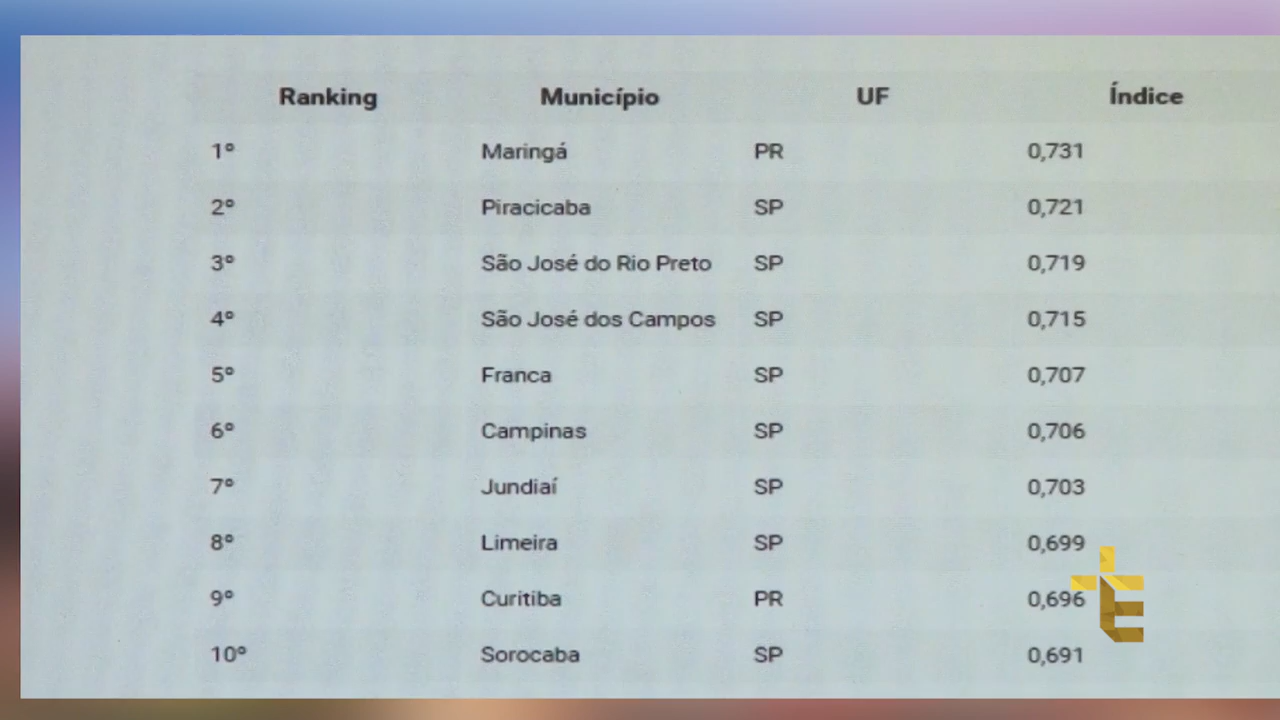 Ranking Município UF Índice
1º Maringá PR 0,731
2º Piracicaba SP 0,721
3º São José do Rio Preto SP 0,719
4º São José dos Campos SP 0,715
5º Franca SP 0,707
6º Campinas SP 0,706
7º Jundiaí SP 0,703
8º Limeira SP 0,699
9º Curitiba PR 0,696
10º Sorocaba SP 0,691